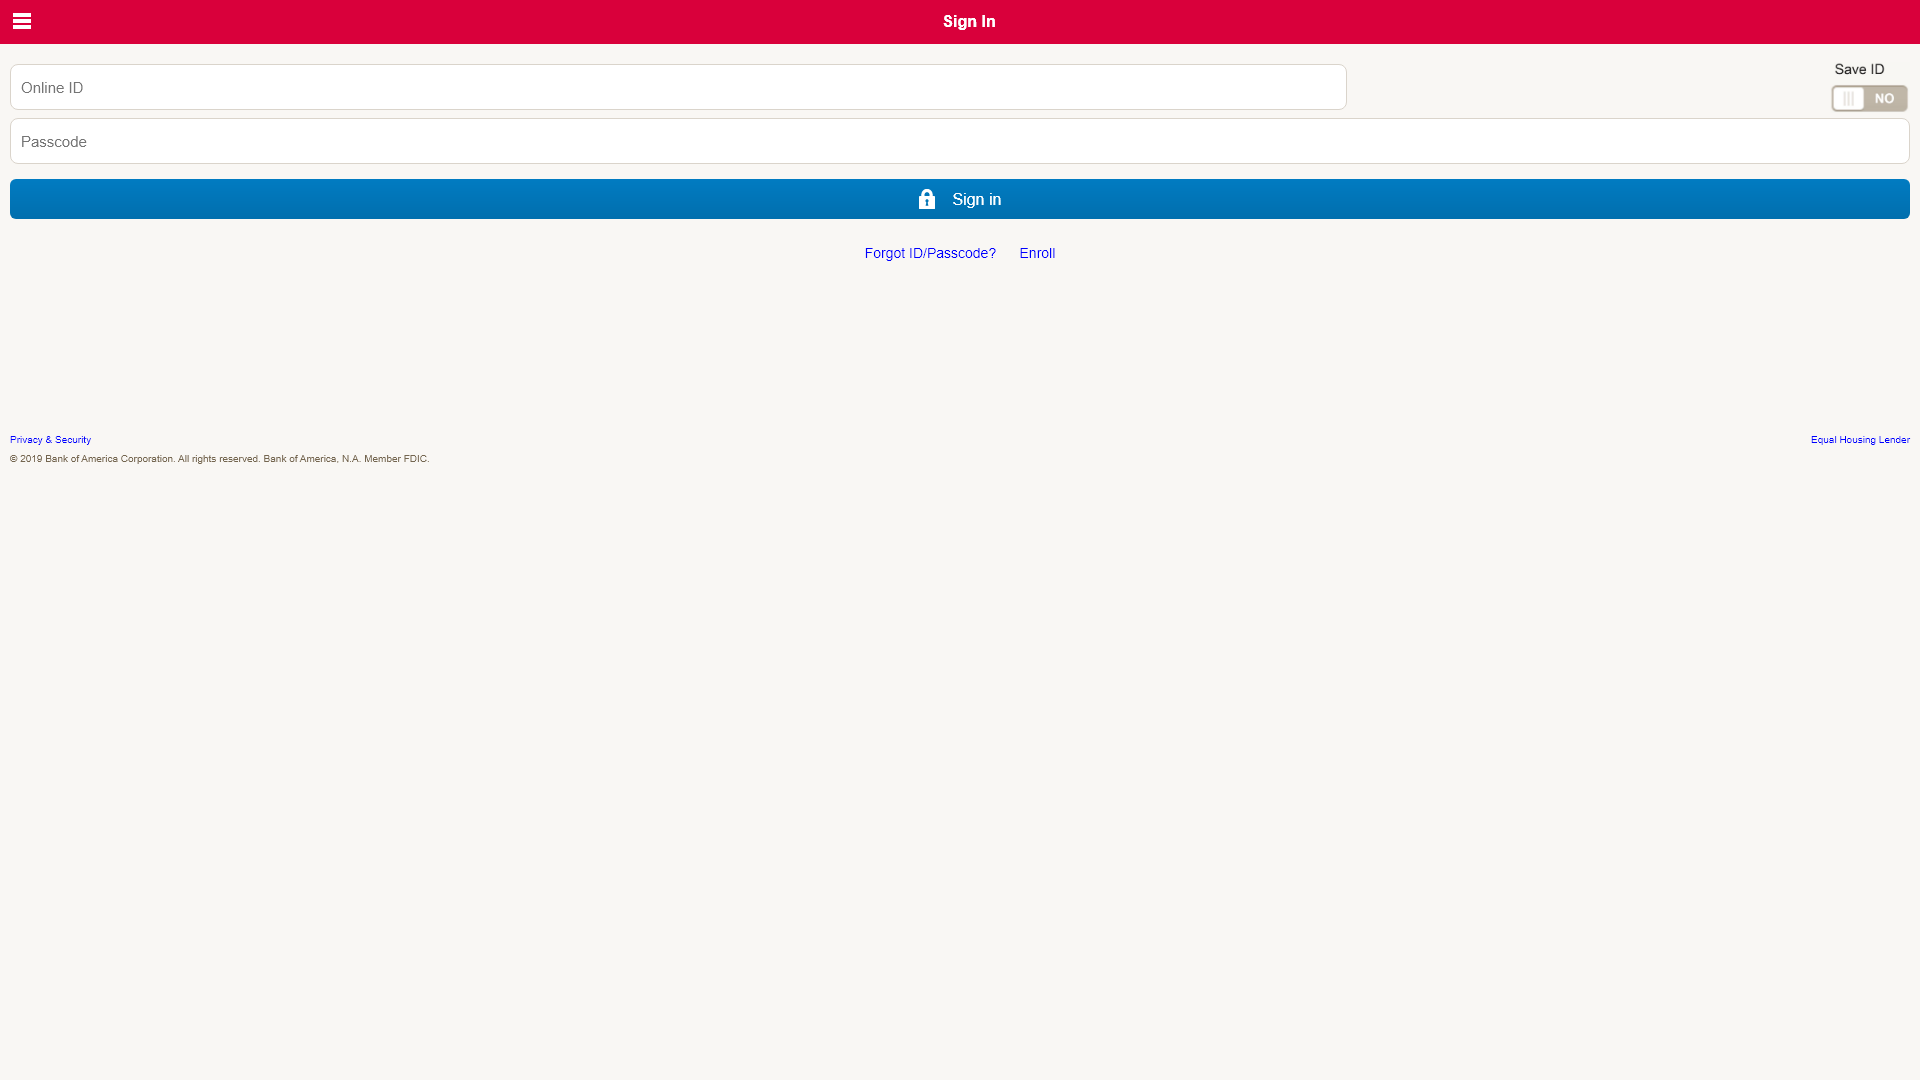 Sign In
Online ID
Save ID
NO
Passcode
Sign in
Forgot ID/Passcode? Enroll
Privacy & Security Equal Housing Lender
© 2019 Bank of America Corporation. All rights reserved. Bank of America, N.A. Member FDIC.